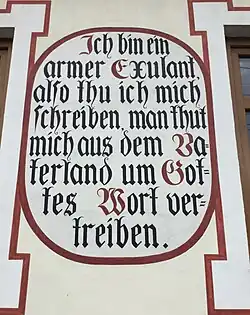 Ich bin ein
armer Exulant,
also thu ich mich
schreiben, man thut
mich aus dem Va=
terland um Got=
tes Wort ver=
treiben.